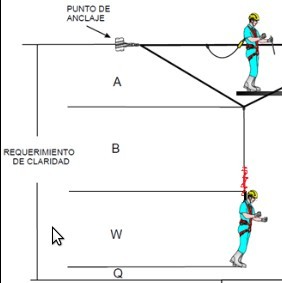 PUNTO DE
ANCLAJE
A
B
REQUERIMIENTO
DE CLARIDAD
W
Q